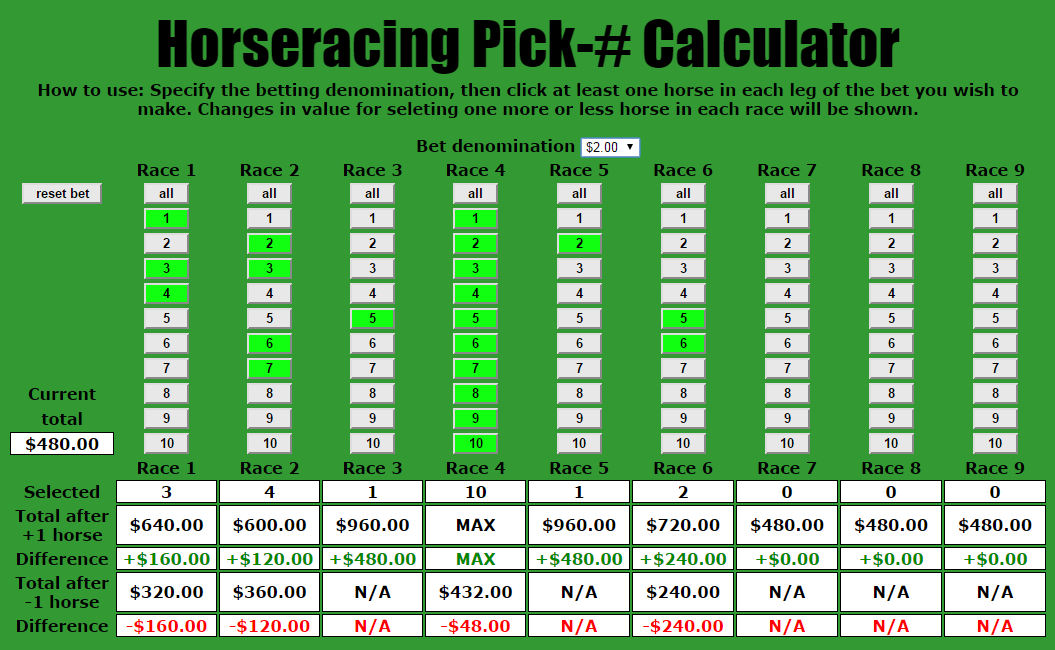 Horseracing Pick-# Calculator
How to use: Specify the betting denomination, then click at least one horse in each leg of the bet you wish to
make. Changes in value for seleting one more or less horse in each race will be shown.
Bet denomination $2.00
Race 1 Race 2 Race 3 Race 4 Race 5 Race 6 Race 7 Race 8 Race 9
reset bet all all all all all all all all all
1 1 1 1 1 1 1 1 1
2 2 2 2 2 2 2 2 2
3 3 3 3 3 3 3 3 3
4 4 4 4 4 4 4 4 4
5 5 5 5 5 5 5 5 5
6 6 6 6 6 6 6 6 6
7 7 7 7 7 7 7 7 7
Current 8 8 8 8 8 8 8 8 8
total 9 9 9 9 9 9 9 9 9
$480.00 10 10 10 10 10 10 10 10 10
Race 1 Race 2 Race 3 Race 4 Race 5 Race 6 Race 7 Race 8 Race 9
Selected 3 4 1 10 1 2 0 0 0
Total after
+1 horse $640.00 $600.00 $960.00 MAX $960.00 $720.00 $480.00 $480.00 $480.00
Difference +$160.00 +$120.00 +$480.00 MAX +$480.00 +$240.00 +$0.00 +$0.00 +$0.00
Total after
-1 horse $320.00 $360.00 N/A $432.00 N/A $240.00 N/A N/A N/A
Difference -$160.00 -$120.00 N/A -$48.00 N/A -$240.00 N/A N/A N/A